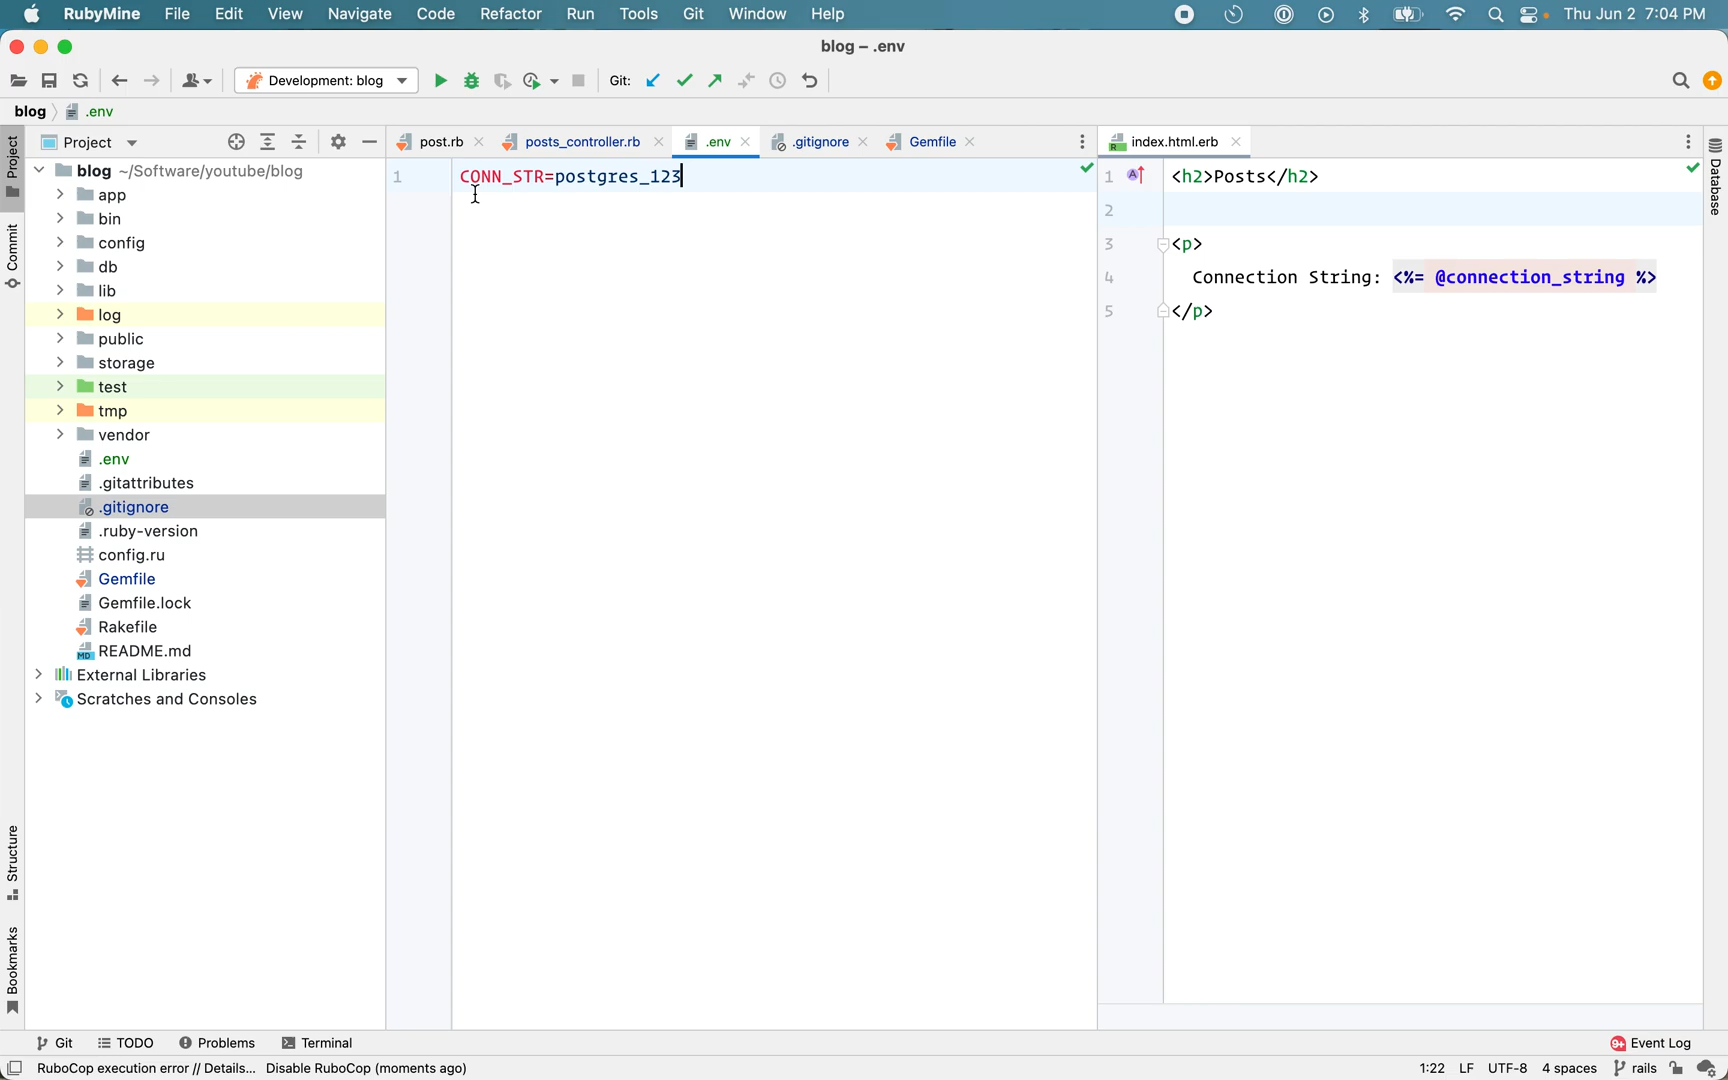 RubyMine File Edit View Navigate Code Refactor Run Tools Git Window Help Thu Jun 2 7:04 PM
blog – .env
Development: blog Git:
blog .env
Project
post.rb posts_controller.rb .env .gitignore Gemfile index.html.erb
Project
Commit
Structure
Bookmarks
Database
blog ~/Software/youtube/blog
app
bin
config
db
lib
log
public
storage
test
tmp
vendor
.env
.gitattributes
.gitignore
.ruby-version
config.ru
Gemfile
Gemfile.lock
Rakefile
MD README.md
External Libraries
Scratches and Consoles
1 CONN_STR=postgres_123
1 <h2>Posts</h2>
2
3 <p>
4 Connection String: <%= @connection_string %>
5 </p>
Git TODO Problems Terminal 9+ Event Log
RuboCop execution error // Details... Disable RuboCop (moments ago) 1:22 LF UTF-8 4 spaces rails